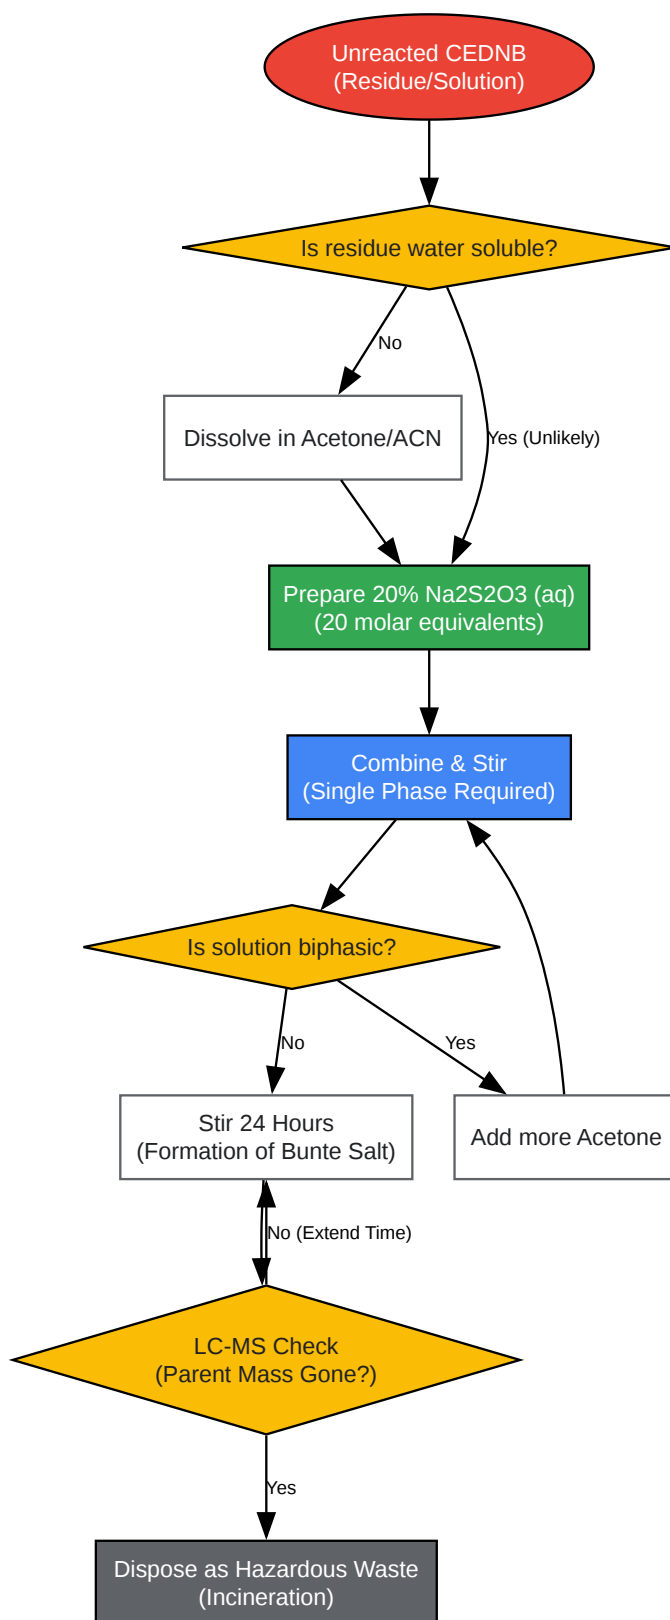 Unreacted CEDNB
(Residue/Solution)
Is residue water soluble?
No
Yes (Unlikely)
Dissolve in Acetone/ACN
Prepare 20% Na2S2O3 (aq)
(20 molar equivalents)
Combine & Stir
(Single Phase Required)
Is solution biphasic?
No
Yes
Stir 24 Hours
(Formation of Bunte Salt)
Add more Acetone
No (Extend Time)
LC-MS Check
(Parent Mass Gone?)
Yes
Dispose as Hazardous Waste
(Incineration)